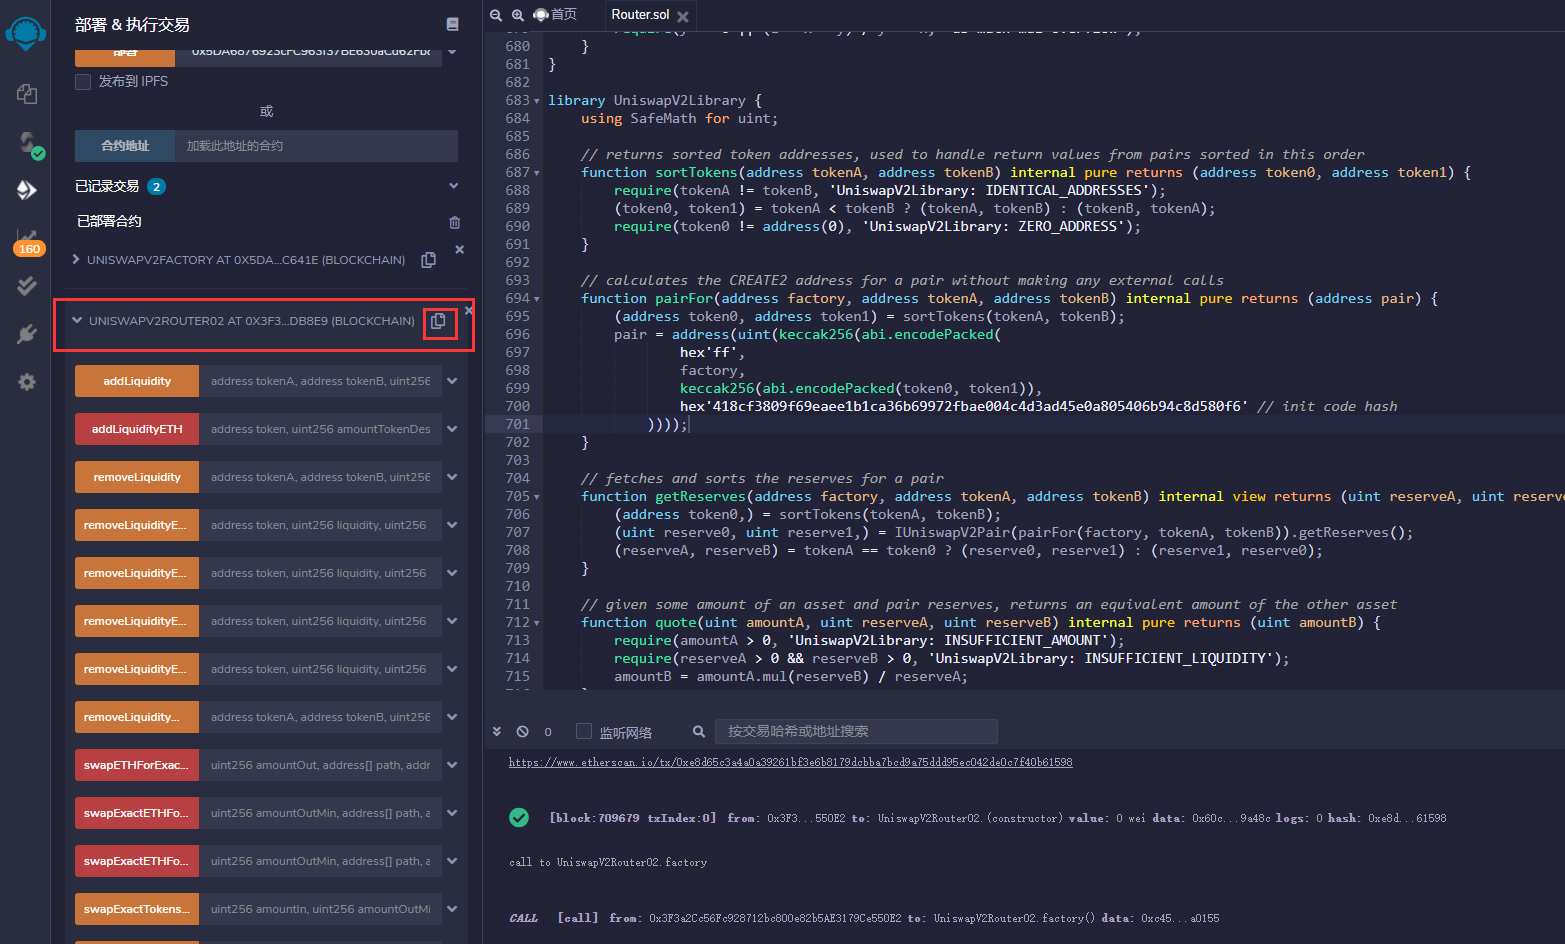 部署 & 执行交易
部署
0x5DA6876923cFC963f37BE630aCd62Fb8
发布到 IPFS
或
合约地址
加载此地址的合约
已记录交易 2
已部署合约
160
UNISWAPV2FACTORY AT 0X5DA...C641E (BLOCKCHAIN)
UNISWAPV2ROUTER02 AT 0X3F3...DB8E9 (BLOCKCHAIN)
addLiquidity address tokenA, address tokenB, uint256
addLiquidityETH address token, uint256 amountTokenDes
removeLiquidity address tokenA, address tokenB, uint256
removeLiquidityE... address token, uint256 liquidity, uint256
removeLiquidityE... address token, uint256 liquidity, uint256
removeLiquidityE... address token, uint256 liquidity, uint256
removeLiquidityE... address token, uint256 liquidity, uint256
removeLiquidity... address tokenA, address tokenB, uint256
swapETHForExac... uint256 amountOut, address[] path, addr
swapExactETHFo... uint256 amountOutMin, address[] path, a
swapExactETHFo... uint256 amountOutMin, address[] path, a
swapExactTokens... uint256 amountIn, uint256 amountOutMi
首页 Router.sol
680 }
681 }
682
683 library UniswapV2Library {
684 using SafeMath for uint;
685
686 // returns sorted token addresses, used to handle return values from pairs sorted in this order
687 function sortTokens(address tokenA, address tokenB) internal pure returns (address token0, address token1) {
688 require(tokenA != tokenB, 'UniswapV2Library: IDENTICAL_ADDRESSES');
689 (token0, token1) = tokenA < tokenB ? (tokenA, tokenB) : (tokenB, tokenA);
690 require(token0 != address(0), 'UniswapV2Library: ZERO_ADDRESS');
691 }
692
693 // calculates the CREATE2 address for a pair without making any external calls
694 function pairFor(address factory, address tokenA, address tokenB) internal pure returns (address pair) {
695 (address token0, address token1) = sortTokens(tokenA, tokenB);
696 pair = address(uint(keccak256(abi.encodePacked(
697 hex'ff',
698 factory,
699 keccak256(abi.encodePacked(token0, token1)),
700 hex'418cf3809f69eaee1b1ca36b69972fbae004c4d3ad45e0a805406b94c8d580f6' // init code hash
701 ))));
702 }
703
704 // fetches and sorts the reserves for a pair
705 function getReserves(address factory, address tokenA, address tokenB) internal view returns (uint reserveA, uint reserve
706 (address token0,) = sortTokens(tokenA, tokenB);
707 (uint reserve0, uint reserve1,) = IUniswapV2Pair(pairFor(factory, tokenA, tokenB)).getReserves();
708 (reserveA, reserveB) = tokenA == token0 ? (reserve0, reserve1) : (reserve1, reserve0);
709 }
710
711 // given some amount of an asset and pair reserves, returns an equivalent amount of the other asset
712 function quote(uint amountA, uint reserveA, uint reserveB) internal pure returns (uint amountB) {
713 require(amountA > 0, 'UniswapV2Library: INSUFFICIENT_AMOUNT');
714 require(reserveA > 0 && reserveB > 0, 'UniswapV2Library: INSUFFICIENT_LIQUIDITY');
715 amountB = amountA.mul(reserveB) / reserveA;
0 监听网络 按交易哈希或地址搜索
https://www.etherscan.io/tx/0xe8d65c3a4a0a39261bf3e6b8179dcbba7bcd9a75ddd95ec042de0c7f40b61598
[block:709679 txIndex:0] from: 0x3F3...550E2 to: UniswapV2Router02.(constructor) value: 0 wei data: 0x60c...9a48c logs: 0 hash: 0xe8d...61598
call to UniswapV2Router02.factory
CALL [call] from: 0x3F3a2Cc56Fc928712bc800e82b5AE3179Ce550E2 to: UniswapV2Router02.factory() data: 0xc45...a0155